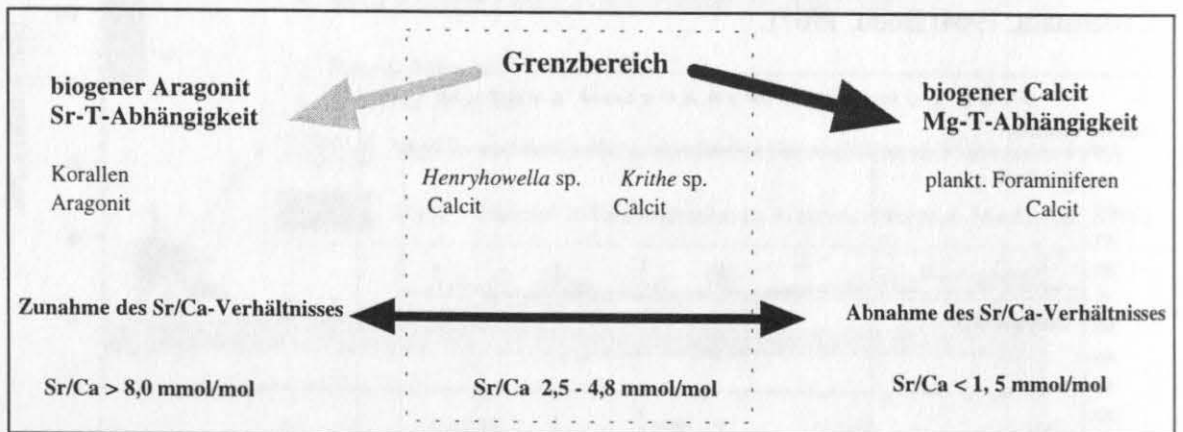 Grenzbereich
biogener Aragonit
Sr-T-Abhängigkeit
biogener Calcit
Mg-T-Abhängigkeit
Korallen
Aragonit
Henryhowella sp.
Calcit
Krithe sp.
Calcit
plankt. Foraminiferen
Calcit
Zunahme des Sr/Ca-Verhältnisses
Abnahme des Sr/Ca-Verhältnisses
Sr/Ca > 8,0 mmol/mol
Sr/Ca 2,5 - 4,8 mmol/mol
Sr/Ca < 1, 5 mmol/mol